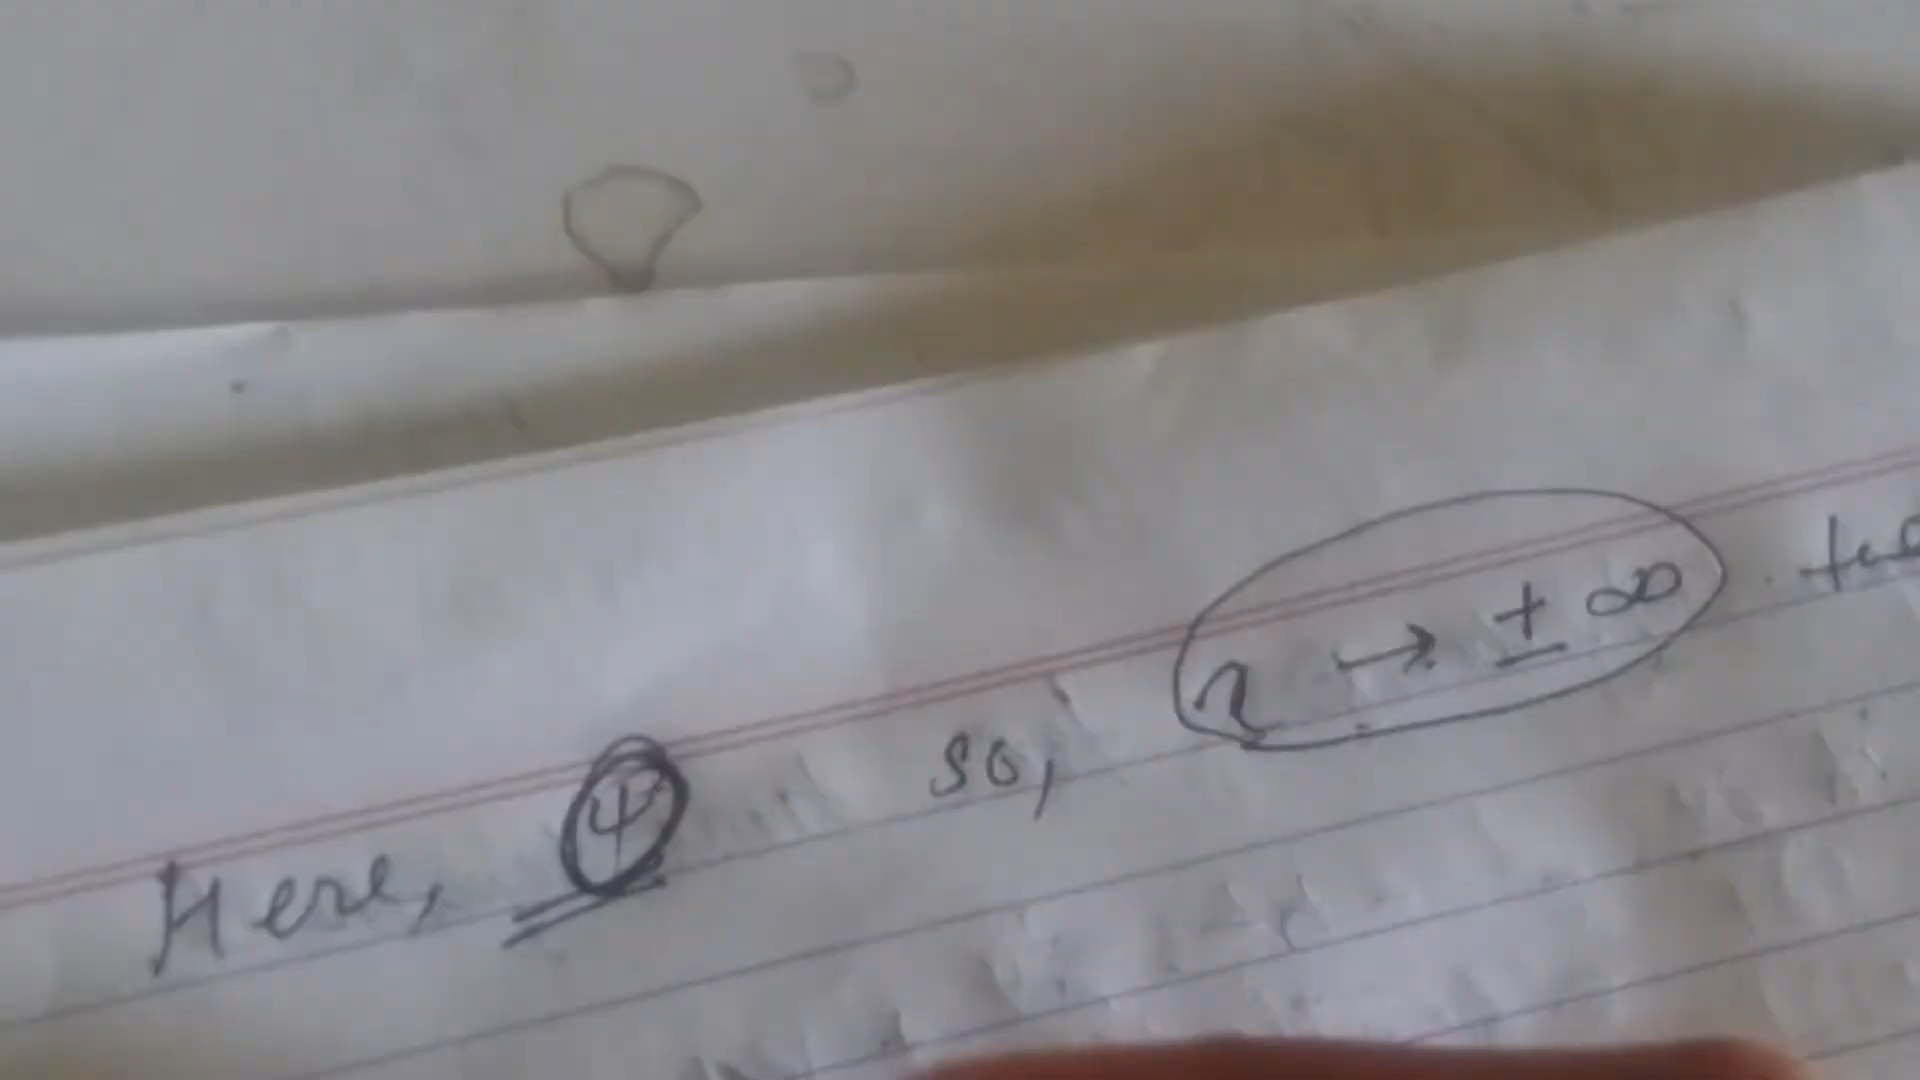 Here, ψ so, x → ± ∞